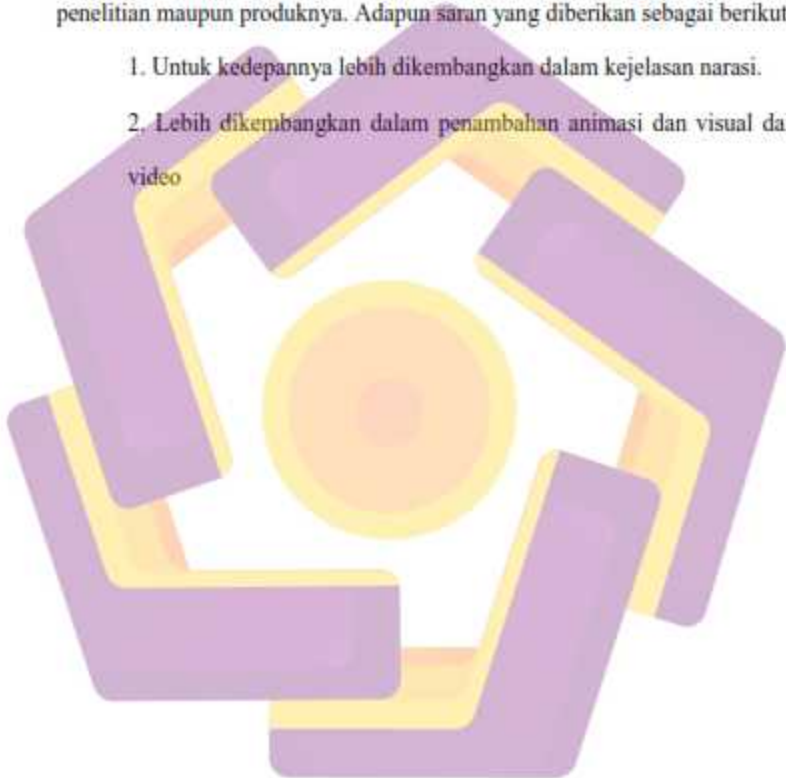 penelitian maupun produknya. Adapun saran yang diberikan sebagai berikut
1. Untuk kedepannya lebih dikembangkan dalam kejelasan narasi.
2. Lebih dikembangkan dalam penambahan animasi dan visual da
video